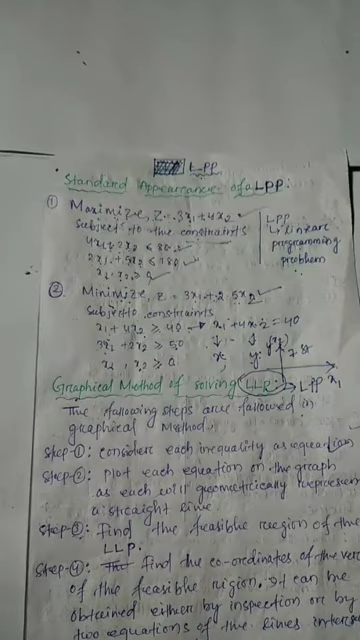 LPP
Standard Appearance of a LPP:
① Maximize, Z = 3x₁ + 4x₂
subject to the constraints
4x₁ + 2x₂ ≤ 80
2x₁ + 5x₂ ≤ 180
x₁, x₂ ≥ 0
LPP
↳ Linear
programming
problem
② Minimize, Z = 3x₁ + 2.5x₂
subject to constraints
x₁ + 4x₂ ≥ 40 → x₁ + 4x₂ = 40
3x₁ + 2x₂ ≥ 50
x₁, x₂ ≥ 0
x, y
Graphical Method of solving LLP: → LPP x₁
The following steps are followed in
graphical Method.
Step-①: consider each inequality as equation
Step-②: plot each equation on the graph
as each will geometrically represen
a straight line
Step-③: Find the feasible region of the
LLP.
Step-④: find the co-ordinates of the ver
of the feasible region. It can be
obtained either by inspection or by
two equations of the lines inters